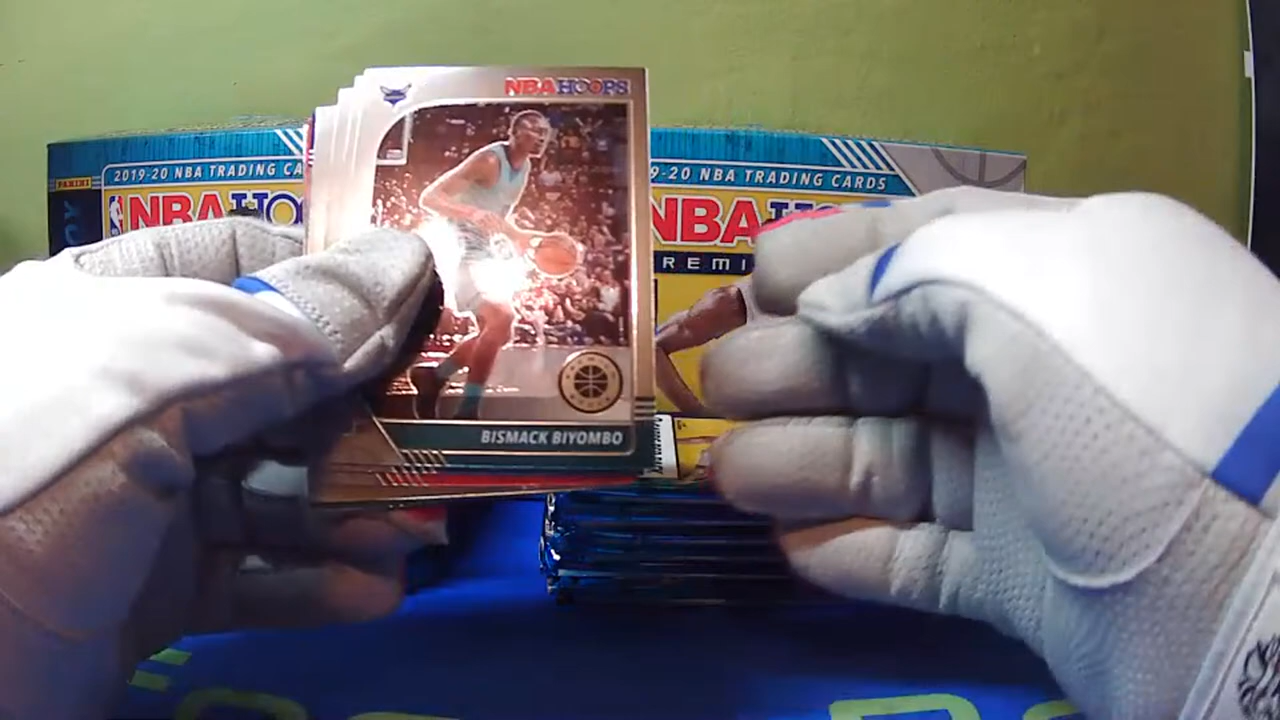 NBA HOOPS
2019-20 NBA TRADING CA
9-20 NBA TRADING CARDS
PANINI
NBA HOO
NBA
REMI
BISMACK BIYOMBO